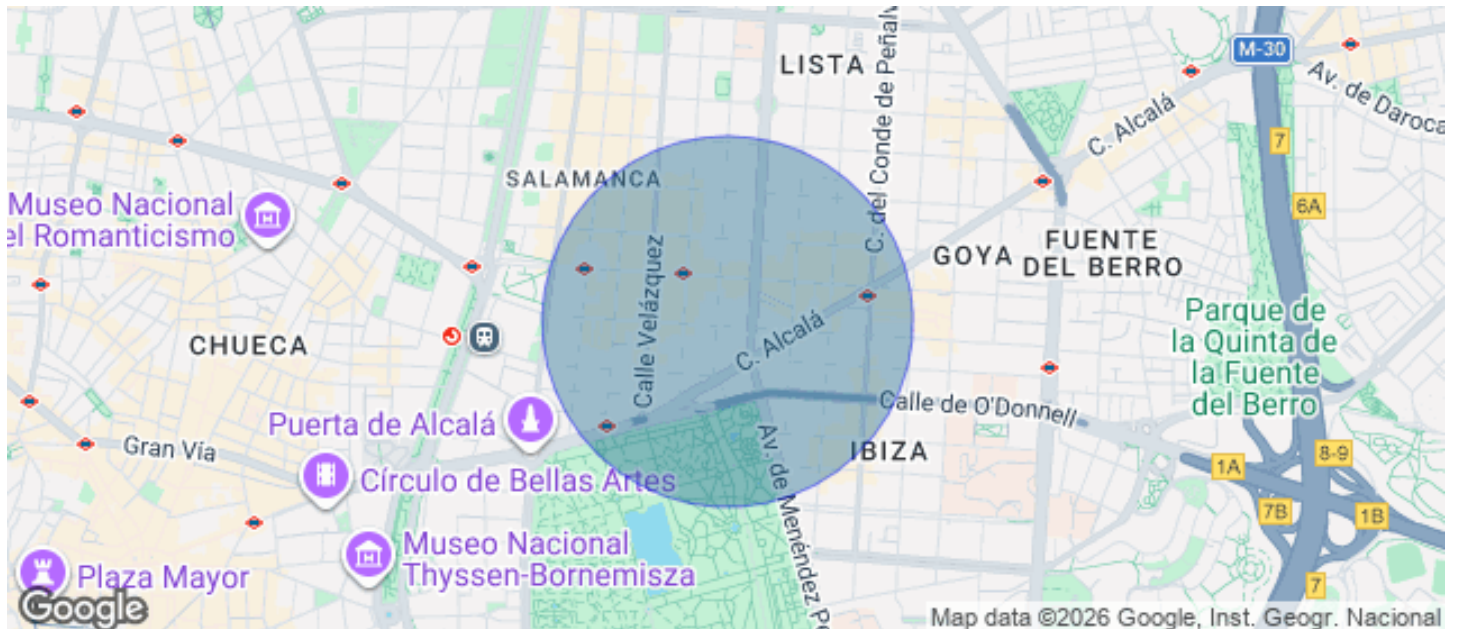 LISTA
C. del Conde de Peñalv
M-30
Av. de Daroca
C. Alcalá
7
SALAMANCA
6A
Museo Nacional
el Romanticismo
GOYA
FUENTE
DEL BERRO
Calle Velázquez
Parque de
la Quinta de
la Fuente
del Berro
CHUECA
C. Alcalá
Calle de O'Donnell
Puerta de Alcalá
Gran Vía
IBIZA
Av. de Menéndez Pe
8-9
1A
Círculo de Bellas Artes
7B
1B
Museo Nacional
Thyssen-Bornemisza
Plaza Mayor
7
Google
Map data ©2026 Google, Inst. Geogr. Nacional